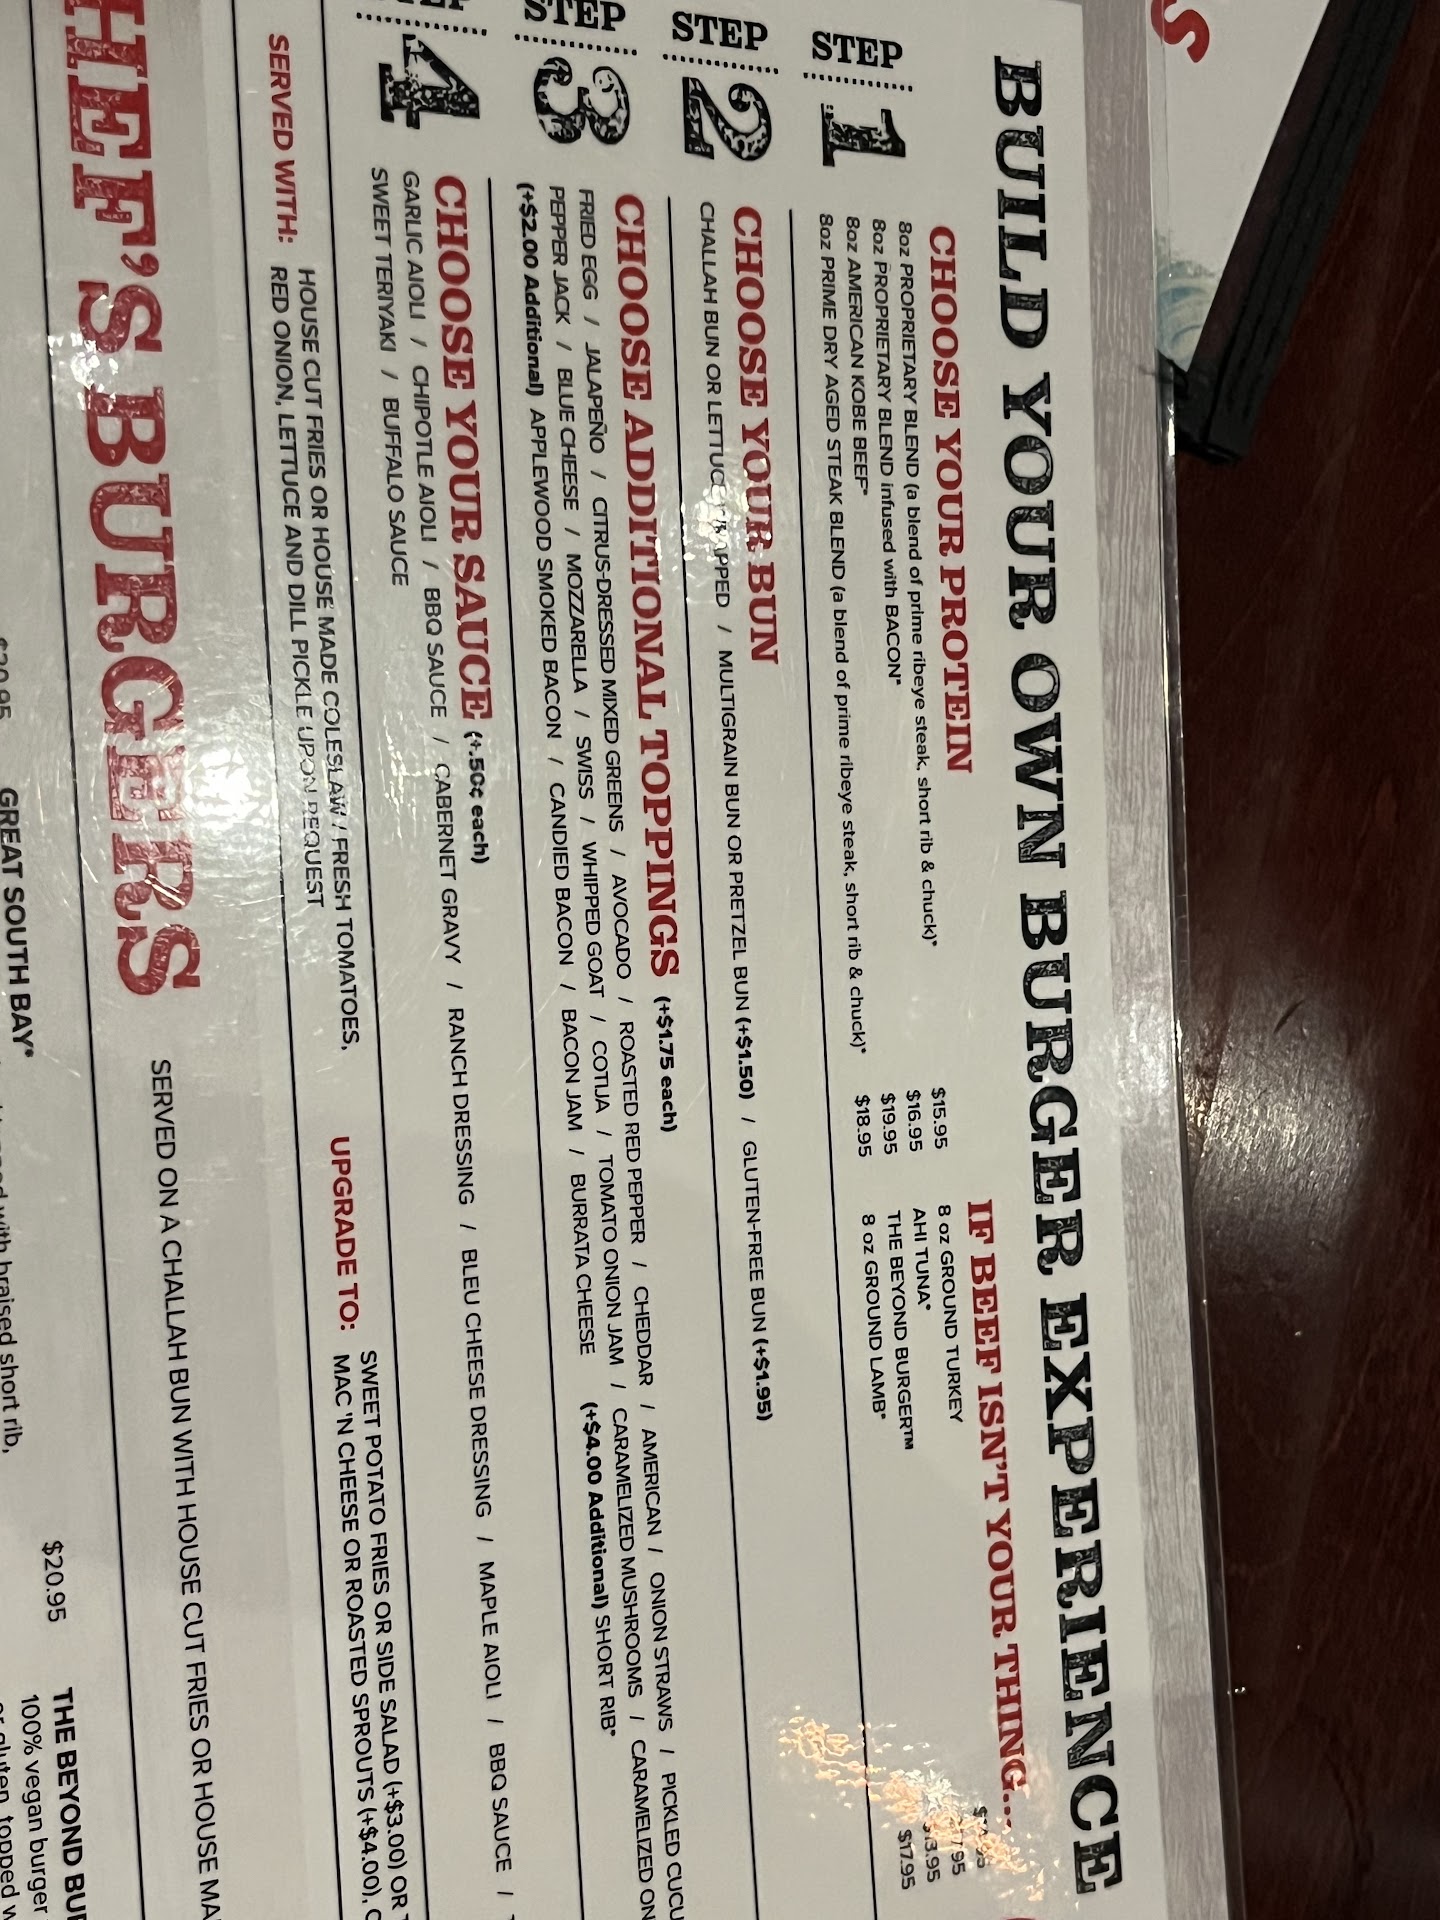 S
BUILD YOUR OWN BURGER EXPERIENCE
STEP
1
CHOOSE YOUR PROTEIN
8oz PROPRIETARY BLEND (a blend of prime ribeye steak, short rib & chuck)* $15.95
8oz PROPRIETARY BLEND infused with BACON* $16.95
8oz AMERICAN KOBE BEEF* $19.95
8oz PRIME DRY AGED STEAK BLEND (a blend of prime ribeye steak, short rib & chuck)* $18.95
IF BEEF ISN'T YOUR THING...
8 oz GROUND TURKEY
AHI TUNA*
THE BEYOND BURGER™
8 oz GROUND LAMB* $17.95
STEP
2
CHOOSE YOUR BUN
CHALLAH BUN OR LETTUCE WRAPPED / MULTIGRAIN BUN OR PRETZEL BUN (+$1.50) / GLUTEN-FREE BUN (+$1.95)
STEP
3
CHOOSE ADDITIONAL TOPPINGS (+$1.75 each)
FRIED EGG / JALAPEÑO / CITRUS-DRESSED MIXED GREENS / AVOCADO / ROASTED RED PEPPER / CHEDDAR / AMERICAN / ONION STRAWS / PICKLED CUCU
PEPPER JACK / BLUE CHEESE / MOZZARELLA / SWISS / WHIPPED GOAT / COTIJA / TOMATO ONION JAM / CARAMELIZED MUSHROOMS / CARAMELIZED ON
(+$2.00 Additional) APPLEWOOD SMOKED BACON / CANDIED BACON / BACON JAM / BURRATA CHEESE (+$4.00 Additional) SHORT RIB*
4
CHOOSE YOUR SAUCE (+.50¢ each)
GARLIC AIOLI / CHIPOTLE AIOLI / BBQ SAUCE / CABERNET GRAVY / RANCH DRESSING / BLEU CHEESE DRESSING / MAPLE AIOLI / BBQ SAUCE /
SWEET TERIYAKI / BUFFALO SAUCE
SERVED WITH:
HOUSE CUT FRIES OR HOUSE MADE COLESLAW / FRESH TOMATOES,
RED ONION, LETTUCE AND DILL PICKLE UPON REQUEST
UPGRADE TO:
SWEET POTATO FRIES OR SIDE SALAD (+$3.00) OR
MAC 'N CHEESE OR ROASTED SPROUTS (+$4.00),
HEF'S BURGERS
SERVED ON A CHALLAH BUN WITH HOUSE CUT FRIES OR HOUSE MA
$20.95
GREAT SOUTH BAY*
with braised short rib,
$20.95
THE BEYOND BU
100% vegan burger
topped